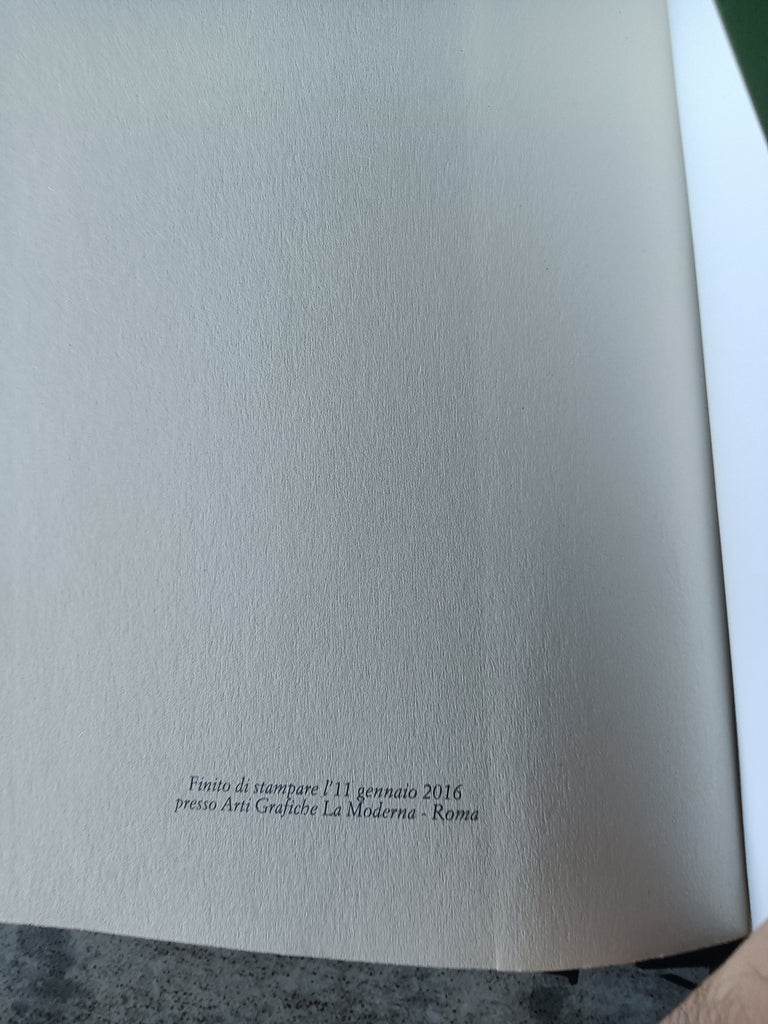 Finito di stampare l'11 gennaio 2016
presso Arti Grafiche La Moderna - Roma